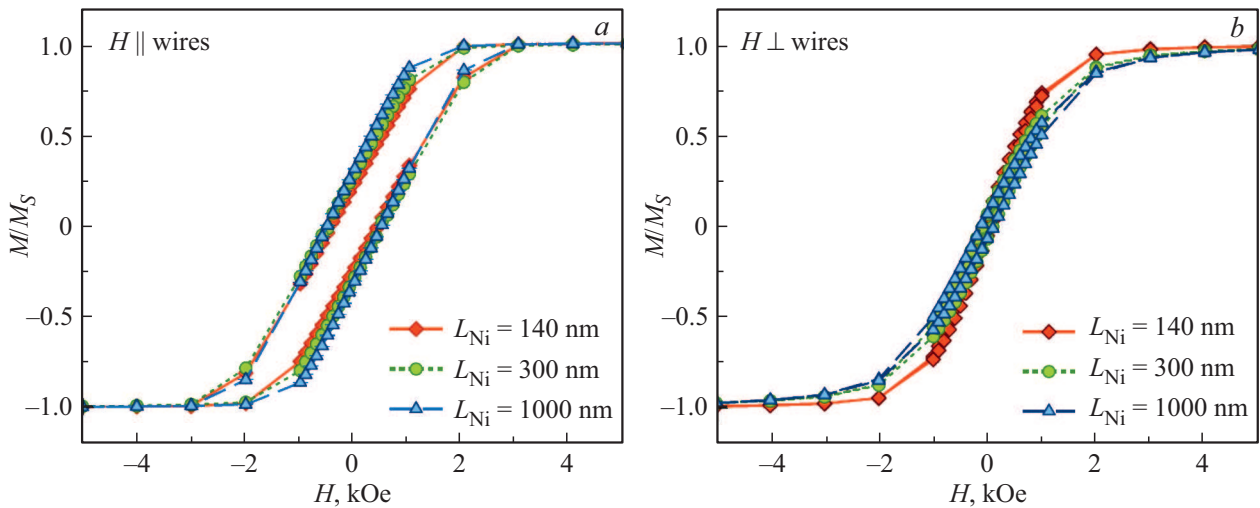 a
H || wires
M/M_S
1.0
0.5
0
–0.5
–1.0
L_Ni = 140 nm
L_Ni = 300 nm
L_Ni = 1000 nm
–4 –2 0 2 4
H, kOe
b
H ⊥ wires
M/M_S
1.0
0.5
0
–0.5
–1.0
L_Ni = 140 nm
L_Ni = 300 nm
L_Ni = 1000 nm
–4 –2 0 2 4
H, kOe